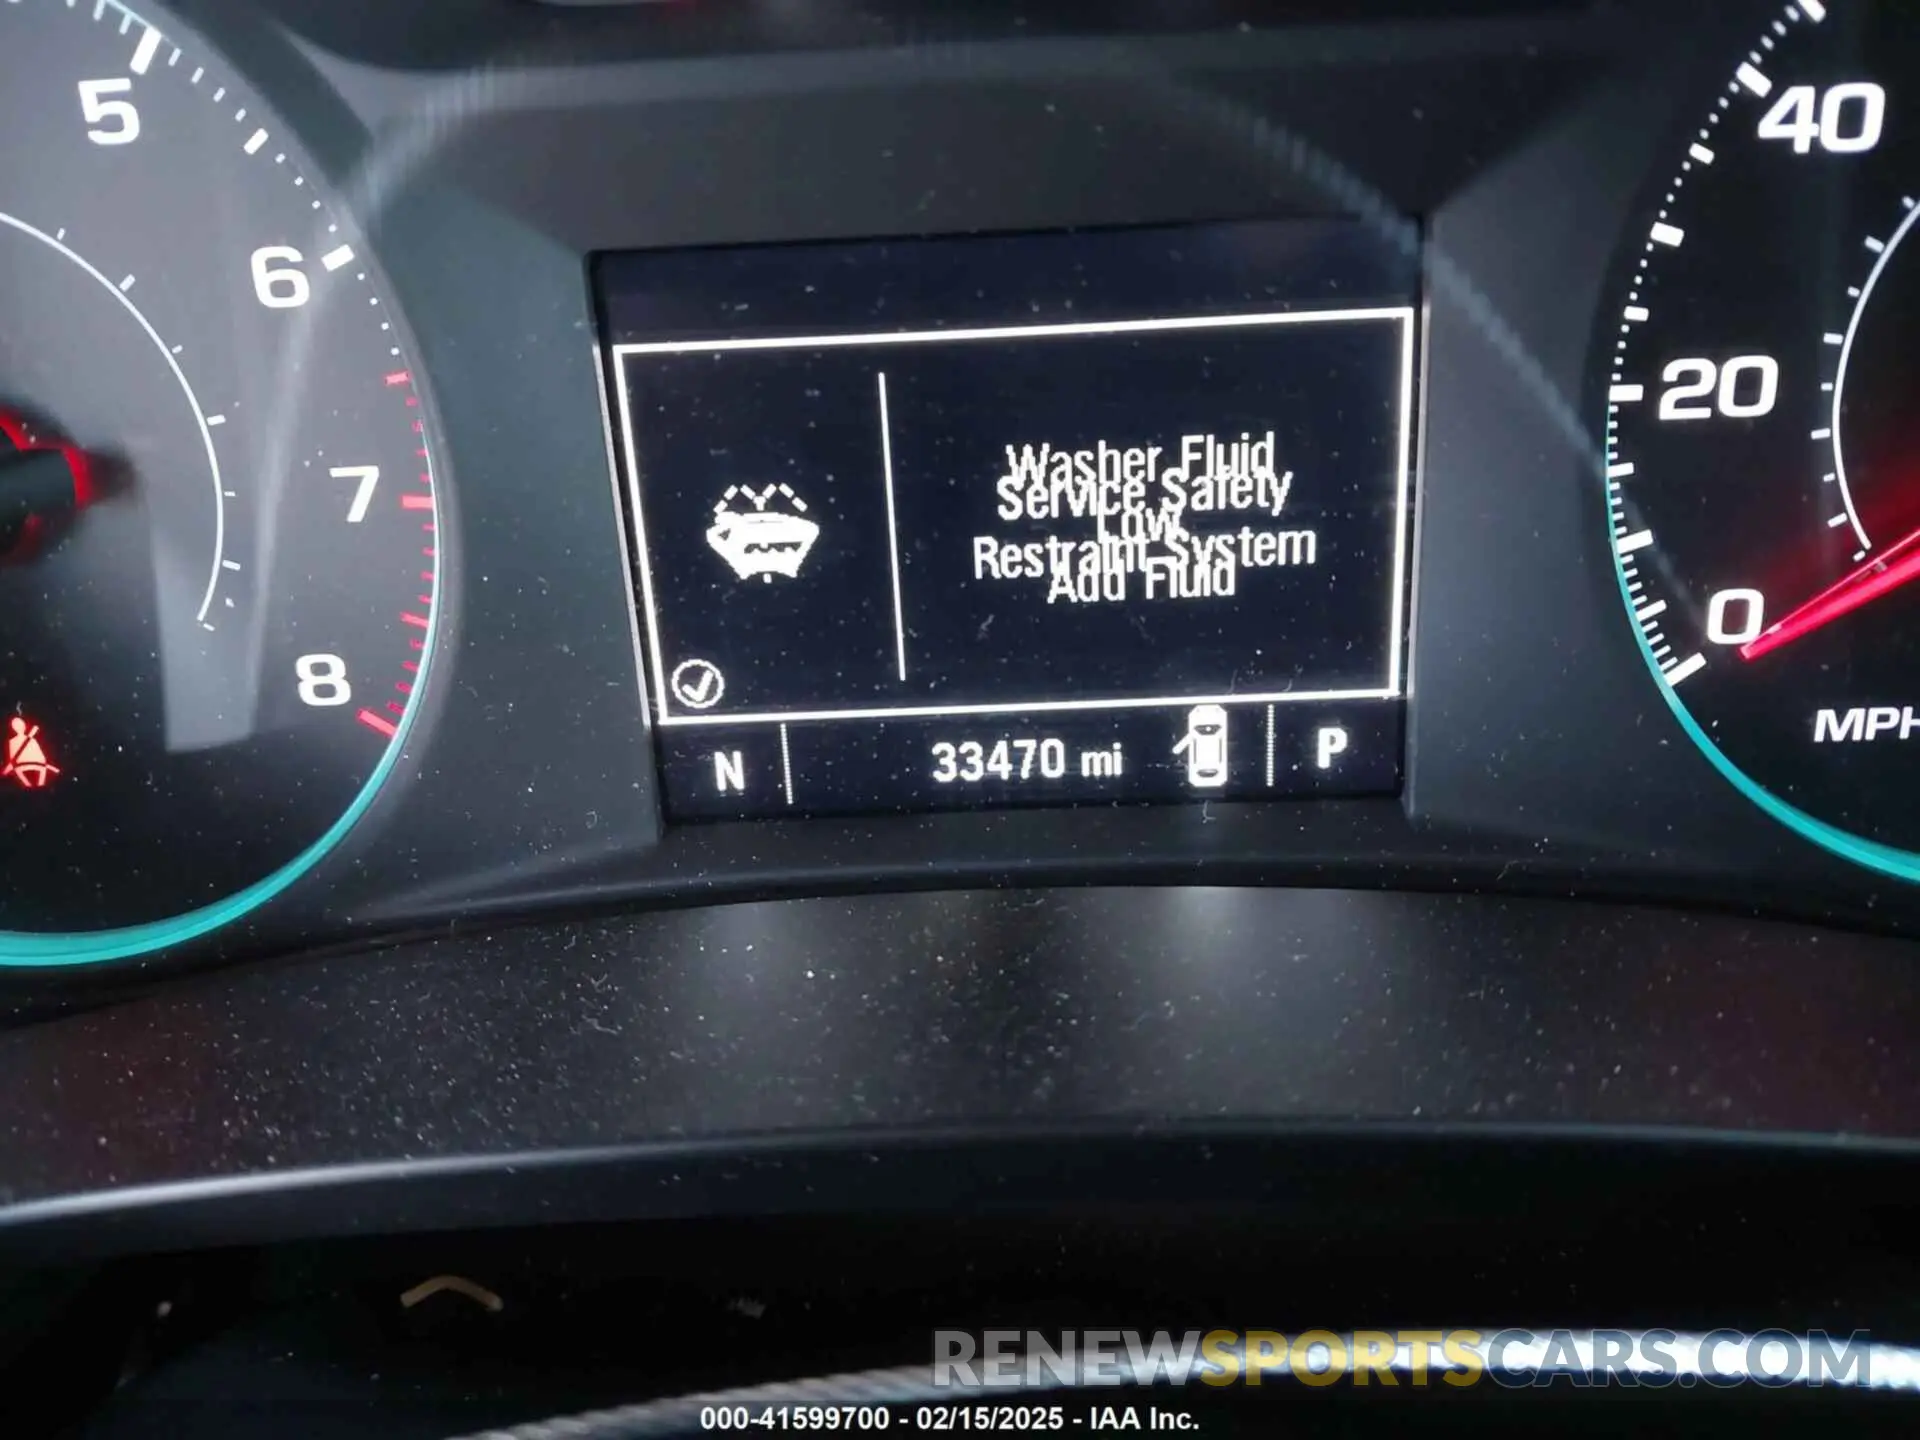 5
6
7
8
40
20
0
MPH
Washer Fluid
Service Safety
Low
Restraint System
Add Fluid
N
33470 mi
P
RENEWSPORTSCARS.COM
000-41599700 - 02/15/2025 - IAA Inc.